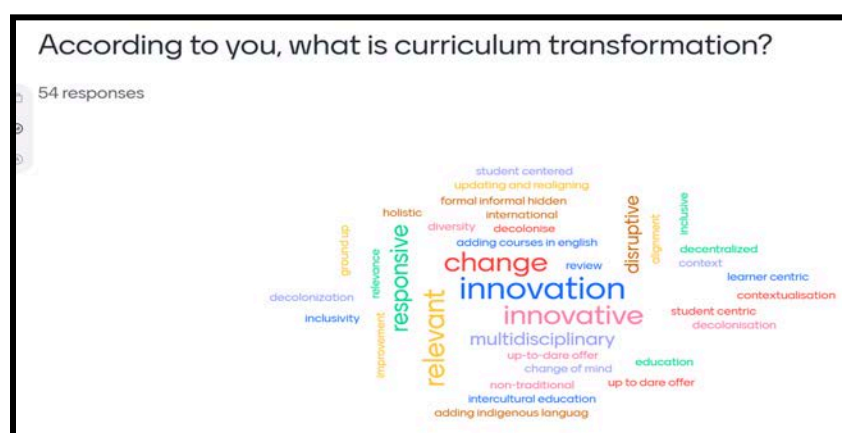 According to you, what is curriculum transformation?
54 responses
student centered
updating and realigning
formal informal hidden
holistic
international
diversity
decolonise
ground up
relevance
responsive
adding courses in english
disruptive
alignment
inclusive
decentralized
context
change
review
learner centric
innovation
decolonization
contextualisation
inclusivity
innovative
student centric
decolonisation
improvement
relevant
multidisciplinary
up-to-dare offer
education
change of mind
non-traditional
up to dare offer
intercultural education
adding indigenous languag